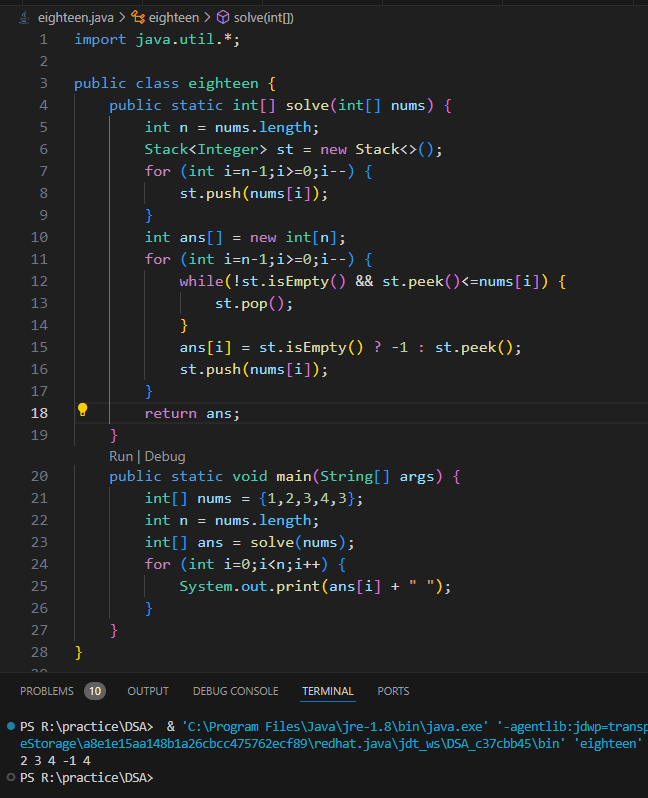 eighteen.java > eighteen > solve(int[])
1 import java.util.*;
2
3 public class eighteen {
4 public static int[] solve(int[] nums) {
5 int n = nums.length;
6 Stack<Integer> st = new Stack<>();
7 for (int i=n-1;i>=0;i--) {
8 st.push(nums[i]);
9 }
10 int ans[] = new int[n];
11 for (int i=n-1;i>=0;i--) {
12 while(!st.isEmpty() && st.peek()<=nums[i]) {
13 st.pop();
14 }
15 ans[i] = st.isEmpty() ? -1 : st.peek();
16 st.push(nums[i]);
17 }
18 return ans;
19 }
Run | Debug
20 public static void main(String[] args) {
21 int[] nums = {1,2,3,4,3};
22 int n = nums.length;
23 int[] ans = solve(nums);
24 for (int i=0;i<n;i++) {
25 System.out.print(ans[i] + " ");
26 }
27 }
28 }
PROBLEMS 10 OUTPUT DEBUG CONSOLE TERMINAL PORTS
PS R:\practice\DSA> & 'C:\Program Files\Java\jre-1.8\bin\java.exe' '-agentlib:jdwp=transp
eStorage\a8e1e15aa148b1a26cbcc475762ecf89\redhat.java\jdt_ws\DSA_c37cbb45\bin' 'eighteen'
2 3 4 -1 4
PS R:\practice\DSA>